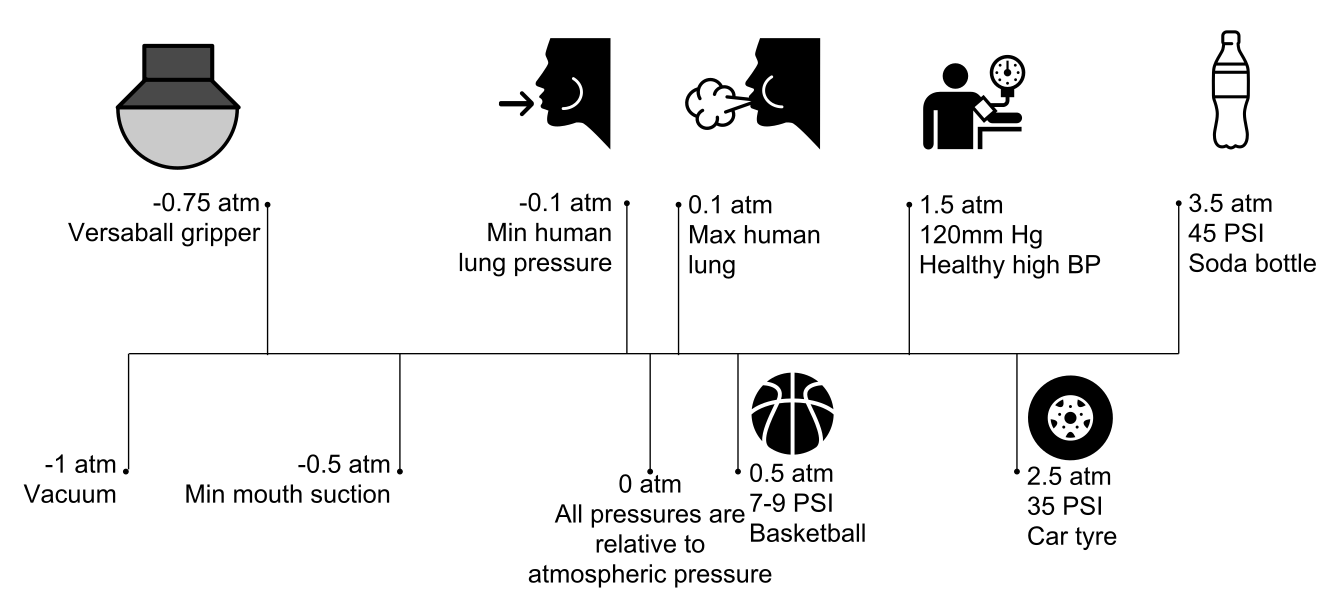 -0.75 atm
Versaball gripper
-0.1 atm
Min human
lung pressure
0.1 atm
Max human
lung
1.5 atm
120mm Hg
Healthy high BP
3.5 atm
45 PSI
Soda bottle
-1 atm
Vacuum
-0.5 atm
Min mouth suction
0 atm
All pressures are
relative to
atmospheric pressure
0.5 atm
7-9 PSI
Basketball
2.5 atm
35 PSI
Car tyre